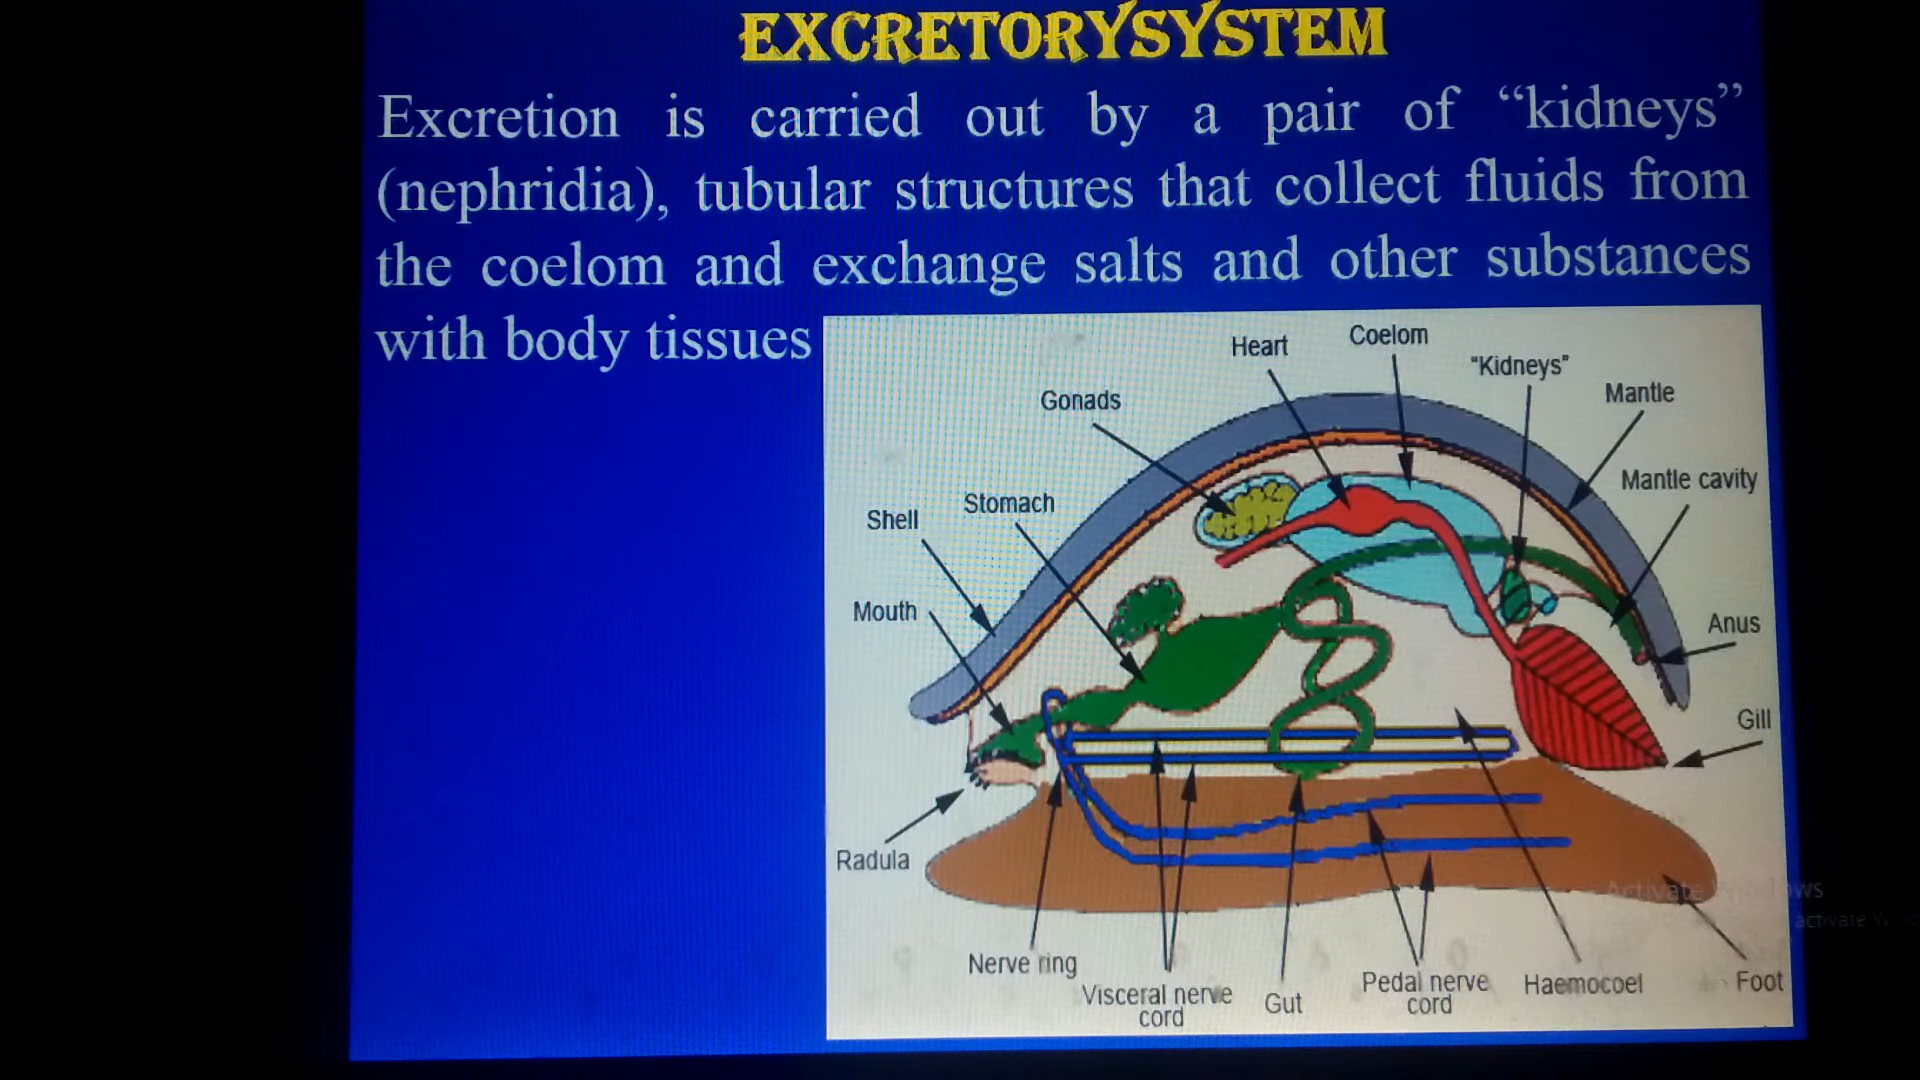 EXCRETORYSYSTEM
Excretion is carried out by a pair of “kidneys”
(nephridia), tubular structures that collect fluids from
the coelom and exchange salts and other substances
with body tissues
Heart
Coelom
"Kidneys"
Gonads
Mantle
Mantle cavity
Stomach
Shell
Mouth
Anus
Gill
Radula
Nerve ring
Visceral nerve
cord
Gut
Pedal nerve
cord
Haemocoel
Foot
Activate Windows